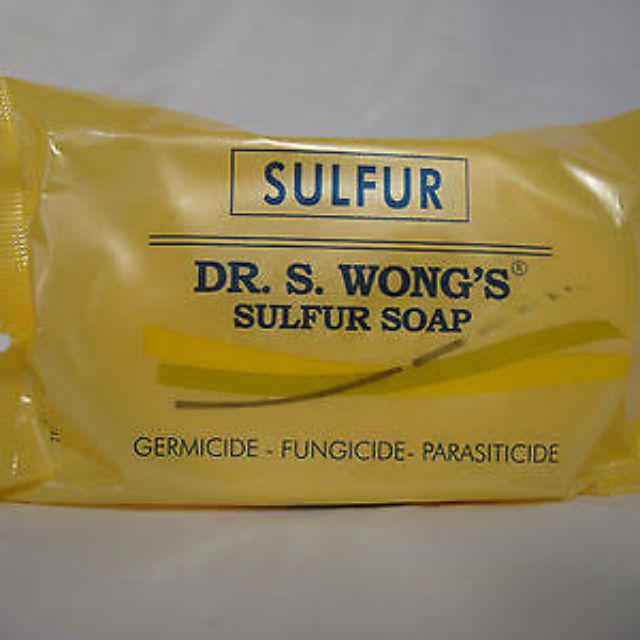 SULFUR
DR. S. WONG'S®
SULFUR SOAP
GERMICIDE - FUNGICIDE- PARASITICIDE